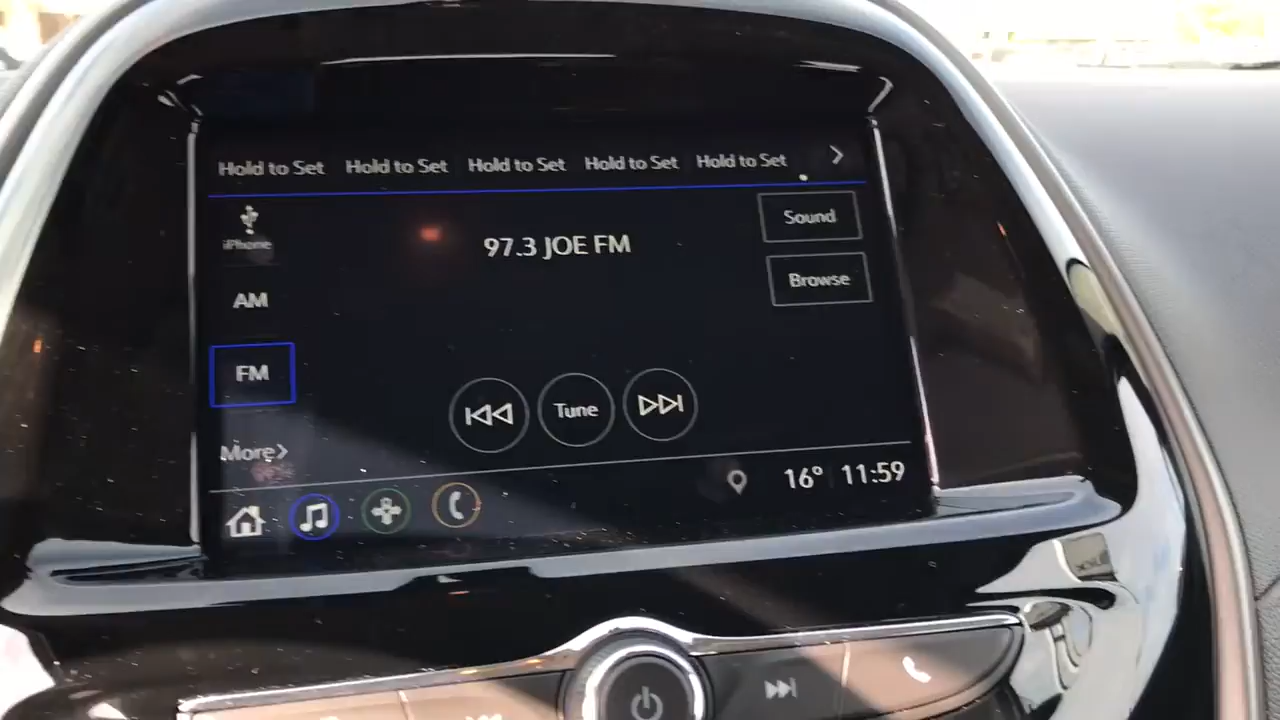 Hold to Set Hold to Set Hold to Set Hold to Set Hold to Set
iPhone
Sound
97.3 JOE FM
Browse
AM
FM
Tune
More
16° 11:59